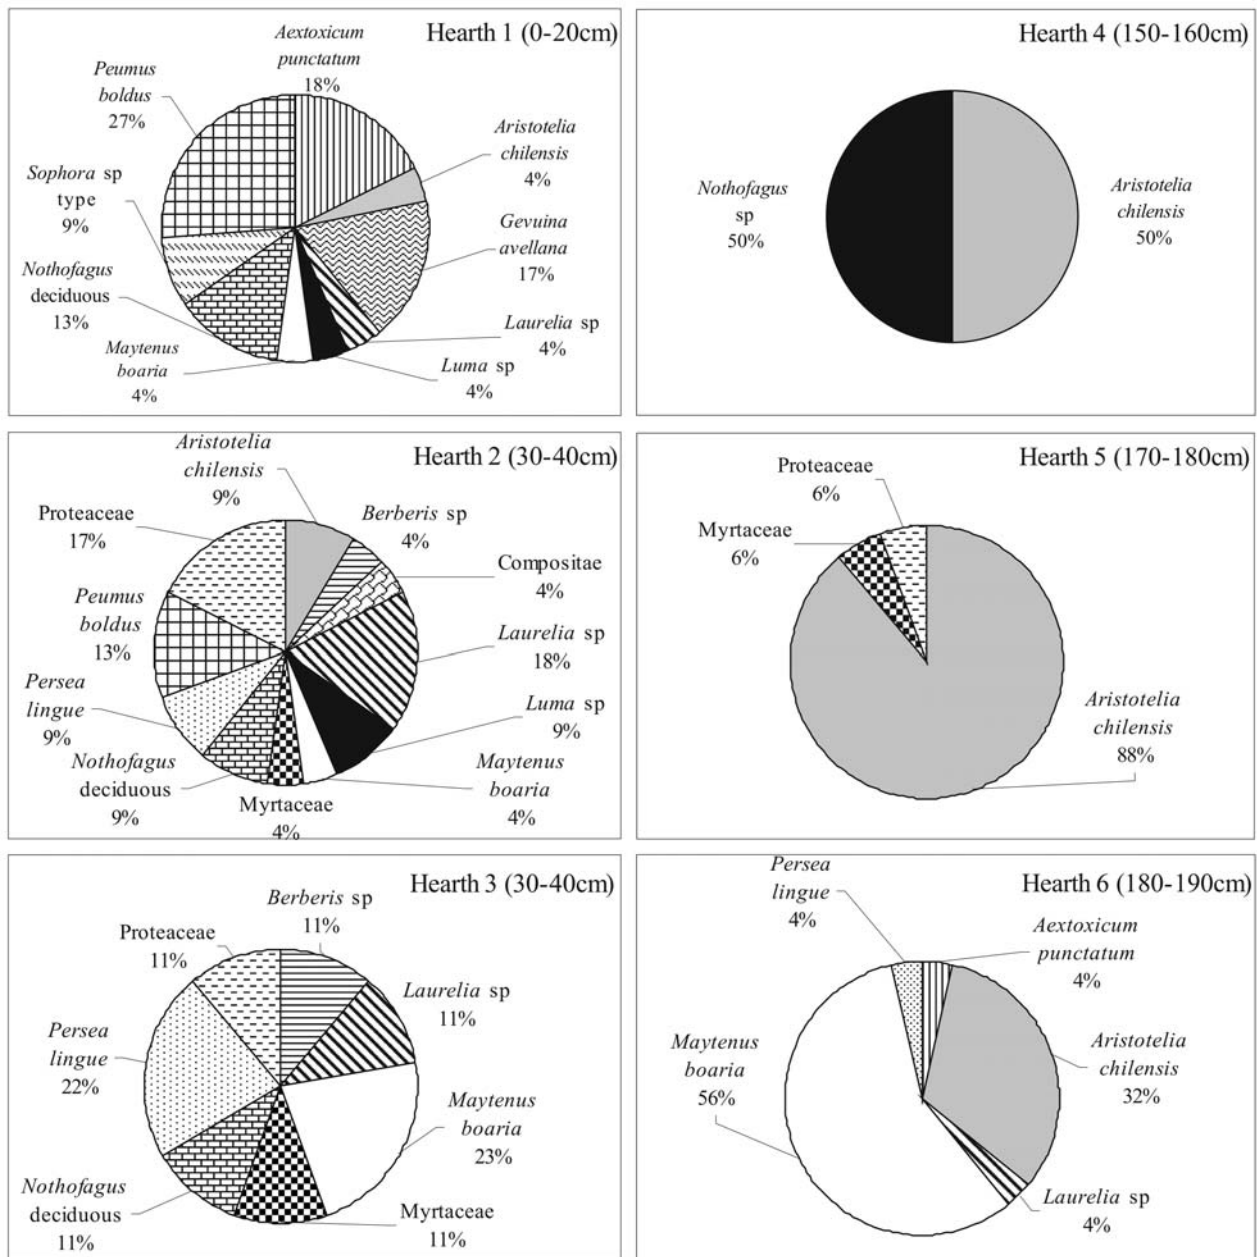 Hearth 1 (0-20cm)
Aextoxicum
punctatum
18%
Peumus
boldus
27%
Aristotelia
chilensis
4%
Sophora sp
type
9%
Gevuina
avellana
17%
Nothofagus
deciduous
13%
Laurelia sp
4%
Maytenus
boaria
4%
Luma sp
4%
Hearth 4 (150-160cm)
Nothofagus
sp
50%
Aristotelia
chilensis
50%
Hearth 2 (30-40cm)
Aristotelia
chilensis
9%
Proteaceae
17%
Berberis sp
4%
Compositae
4%
Peumus
boldus
13%
Laurelia sp
18%
Persea
lingue
9%
Luma sp
9%
Nothofagus
deciduous
9%
Maytenus
boaria
4%
Myrtaceae
4%
Hearth 5 (170-180cm)
Proteaceae
6%
Myrtaceae
6%
Aristotelia
chilensis
88%
Hearth 3 (30-40cm)
Berberis sp
11%
Proteaceae
11%
Laurelia sp
11%
Persea
lingue
22%
Maytenus
boaria
23%
Nothofagus
deciduous
11%
Myrtaceae
11%
Hearth 6 (180-190cm)
Persea
lingue
4%
Aextoxicum
punctatum
4%
Maytenus
boaria
56%
Aristotelia
chilensis
32%
Laurelia sp
4%